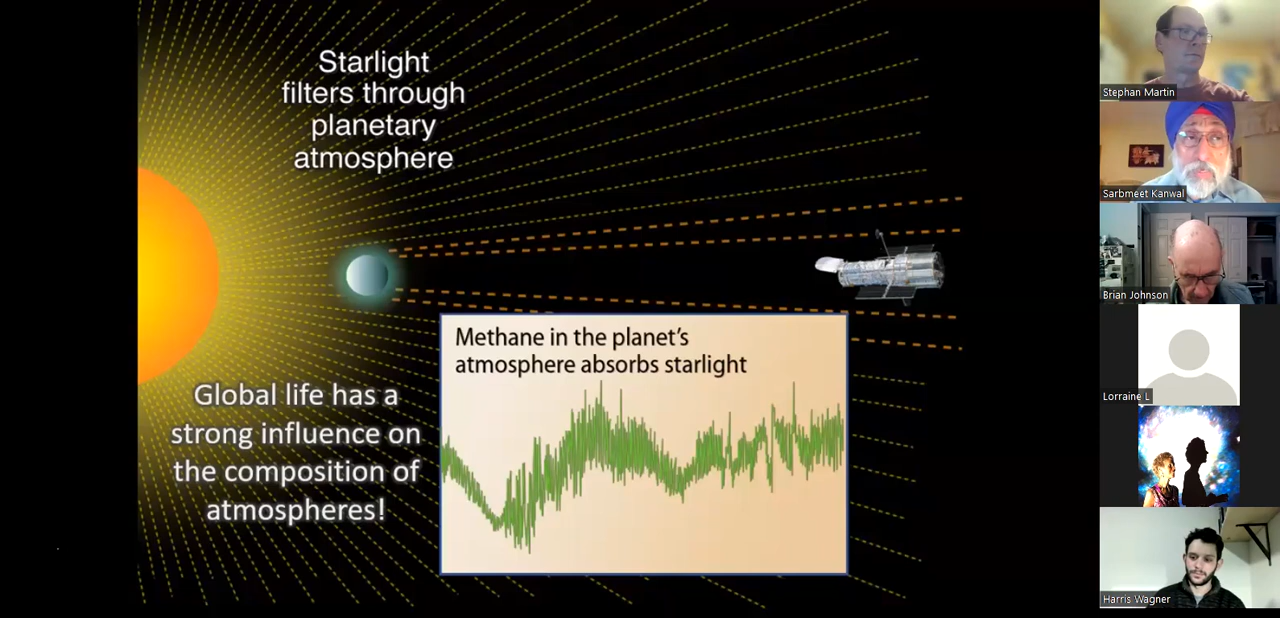 Starlight
filters through
planetary
atmosphere
Methane in the planet's
atmosphere absorbs starlight
Global life has a
strong influence on
the composition of
atmospheres!
Stephan Martin
Sarbmeet Kanwal
Brian Johnson
Lorraine L
Harris Wagner